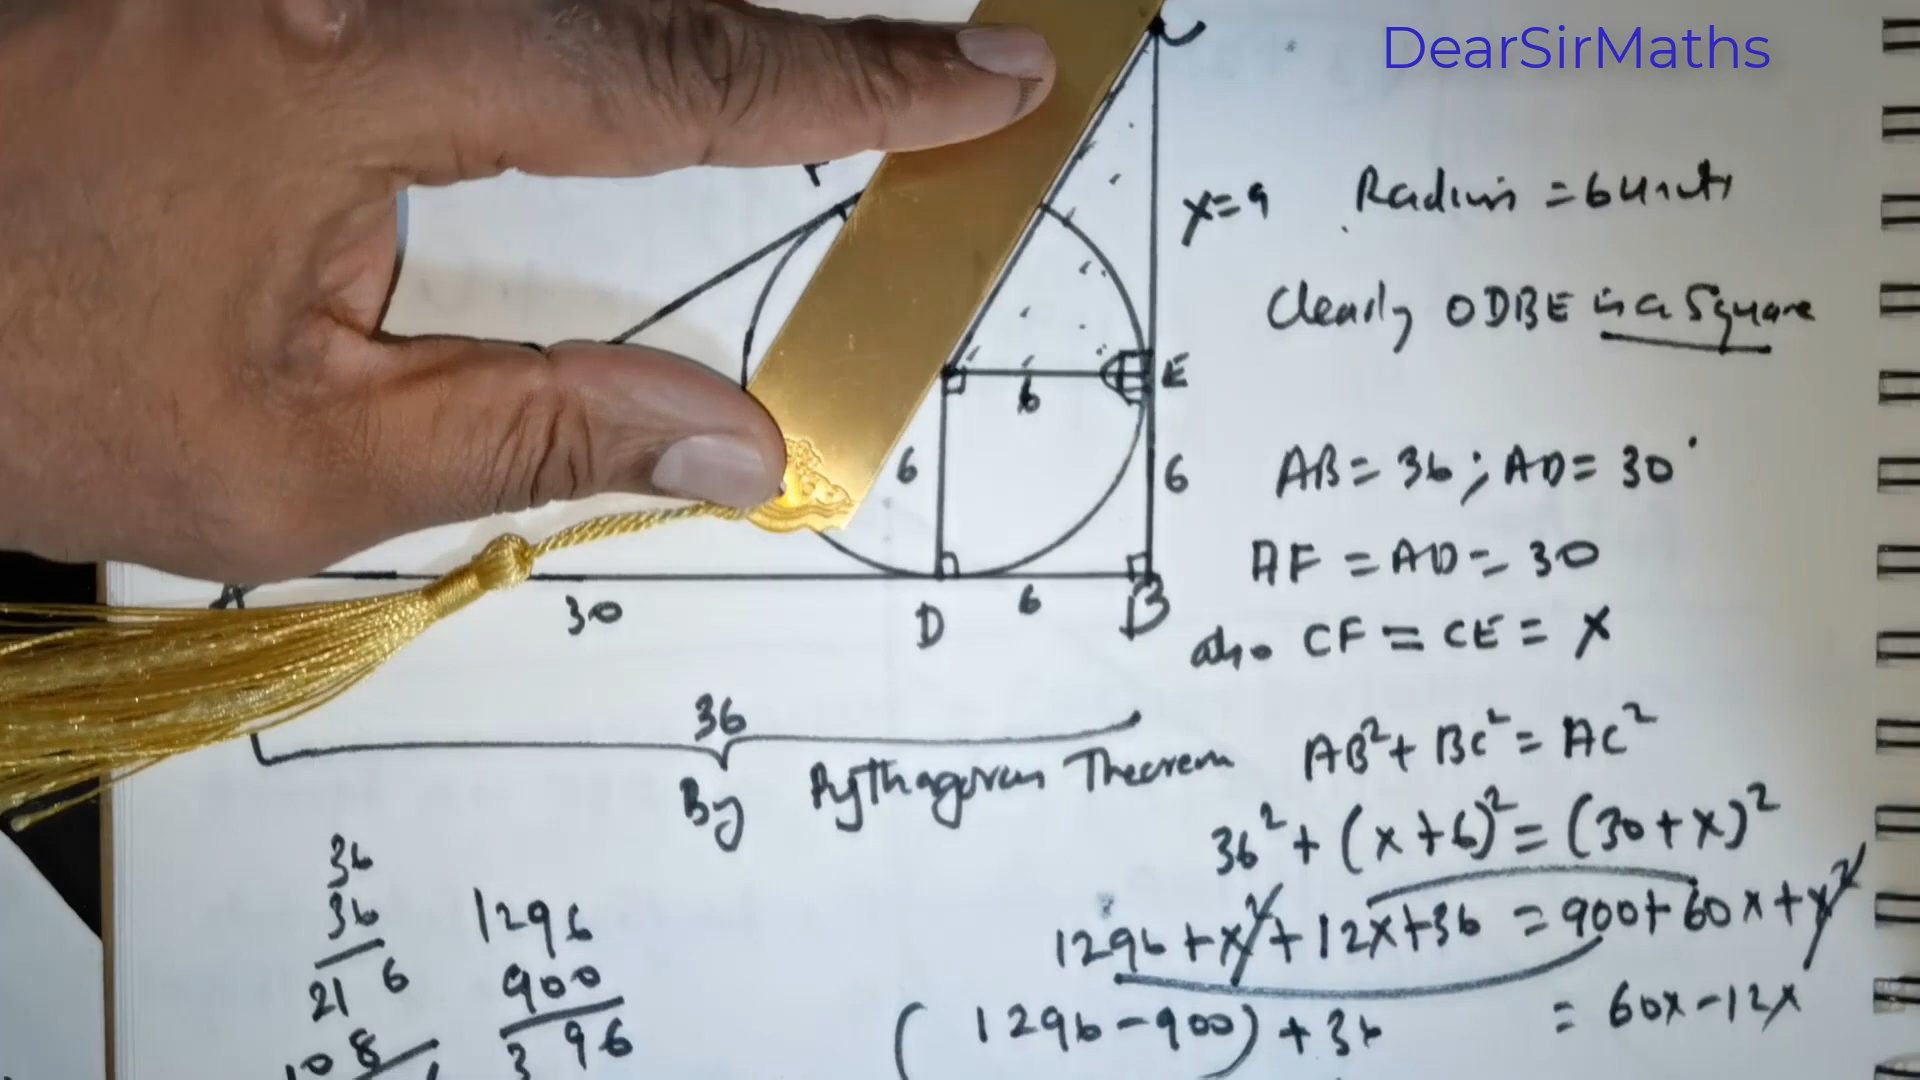 DearSirMaths
C
F
x=9
Radius = 6 units
Clearly ODBE is a Square
E
6
6
6
AB = 36 ; AD = 30
AF = AD = 30
A
30
D
6
B
also CF = CE = x
36
By Pythagorean Theorem AB²+ BC²= AC²
36²+ (x+6)²= (30+x)²
1296 + x²+ 12x+36 = 900+ 60x+x²
(1296-900) + 36 = 60x-12x
36
36
216
108
1296
900
396